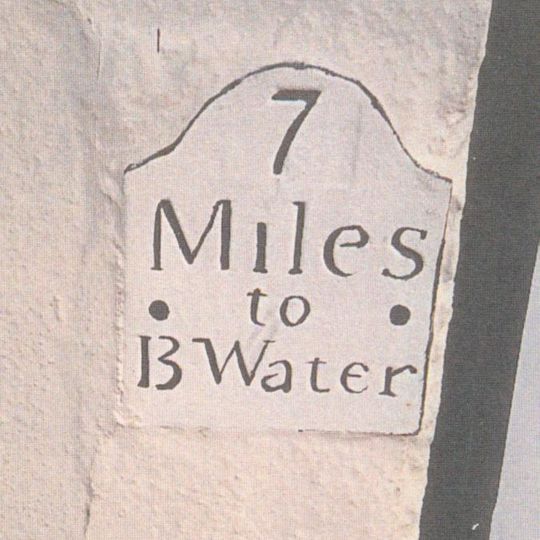 7
Miles
• to •
B Water